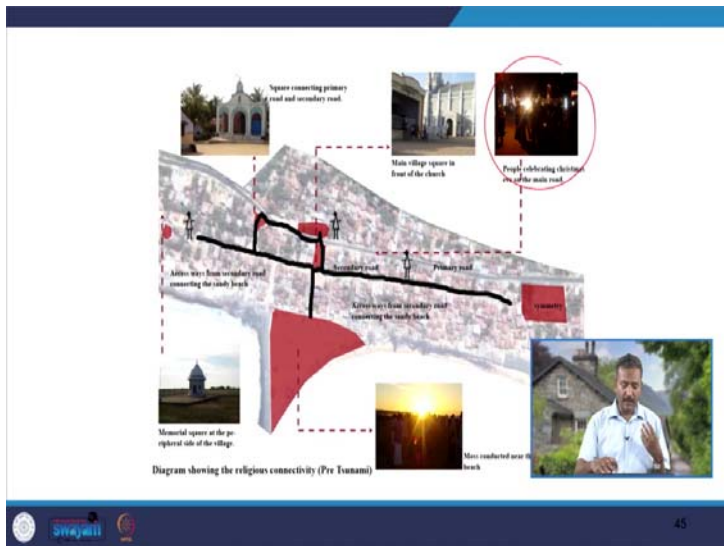 Square connecting primary
road and secondary road.
Main village square in
front of the church
People celebrating christmas
eve on the main road.
Secondary road
Primary road
Access ways from secondary road
connecting the sandy beach
Access ways from secondary road
connecting the sandy beach
symmetry
Memorial square at the pe-
ripheral side of the village.
Mass conducted near the
beach
Diagram showing the religious connectivity (Pre Tsunami)
swayam
45